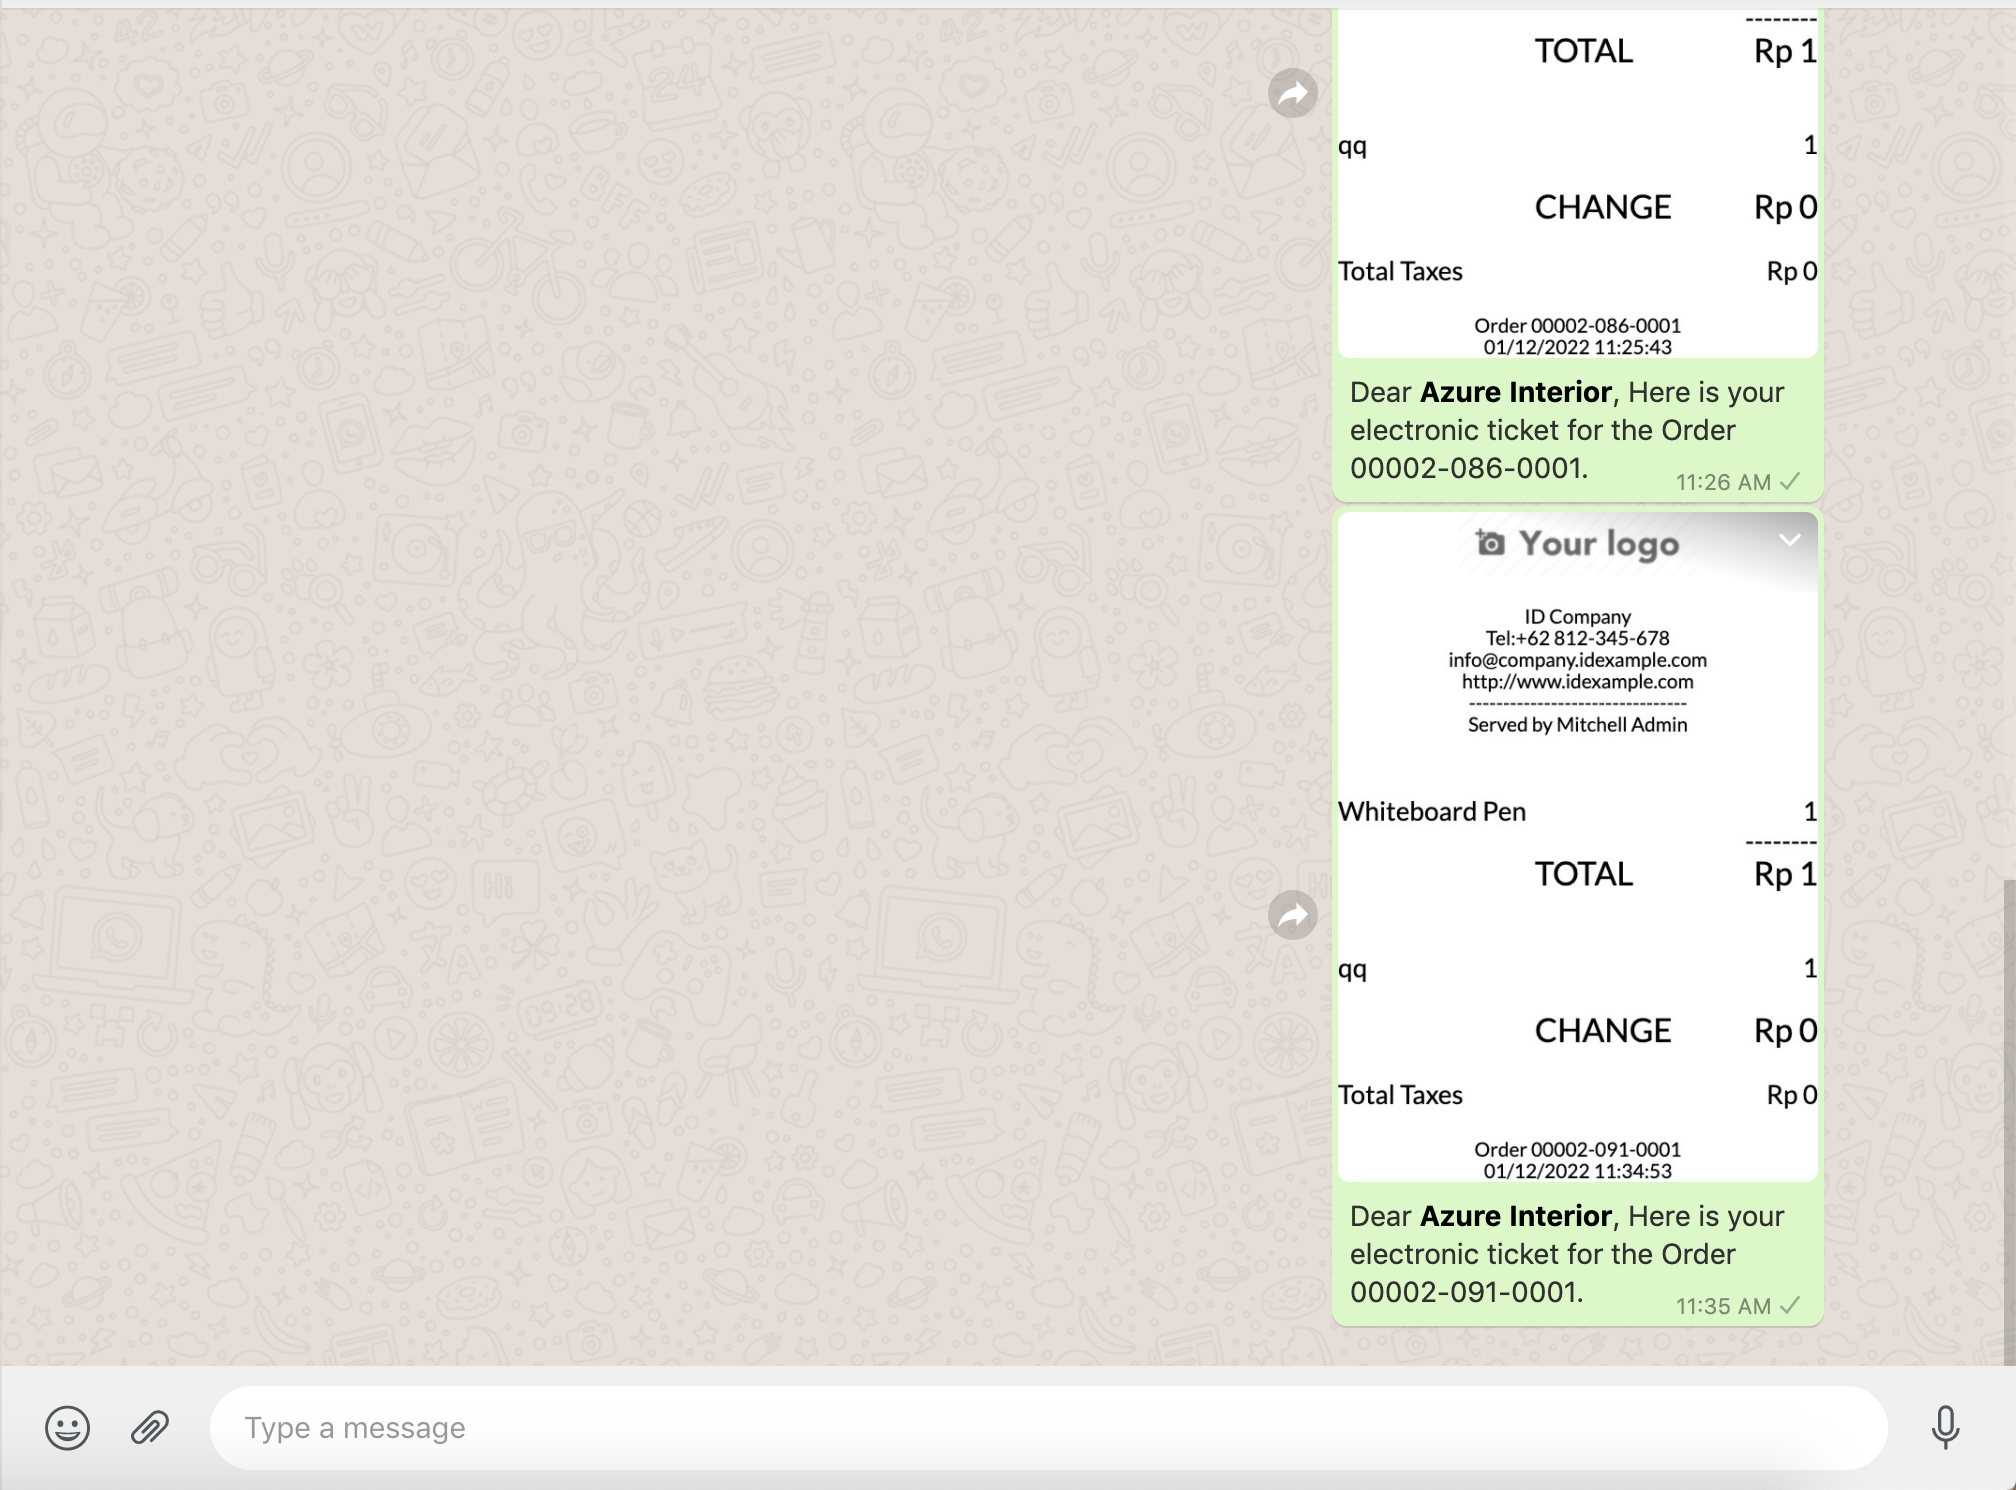 --------
TOTAL Rp 1
qq 1
CHANGE Rp 0
Total Taxes Rp 0
Order 00002-086-0001
01/12/2022 11:25:43
Dear Azure Interior, Here is your
electronic ticket for the Order
00002-086-0001.
11:26 AM
Your logo
ID Company
Tel:+62 812-345-678
info@company.idexample.com
http://www.idexample.com
--------------------------------
Served by Mitchell Admin
Whiteboard Pen 1
--------
TOTAL Rp 1
qq 1
CHANGE Rp 0
Total Taxes Rp 0
Order 00002-091-0001
01/12/2022 11:34:53
Dear Azure Interior, Here is your
electronic ticket for the Order
00002-091-0001.
11:35 AM
Type a message